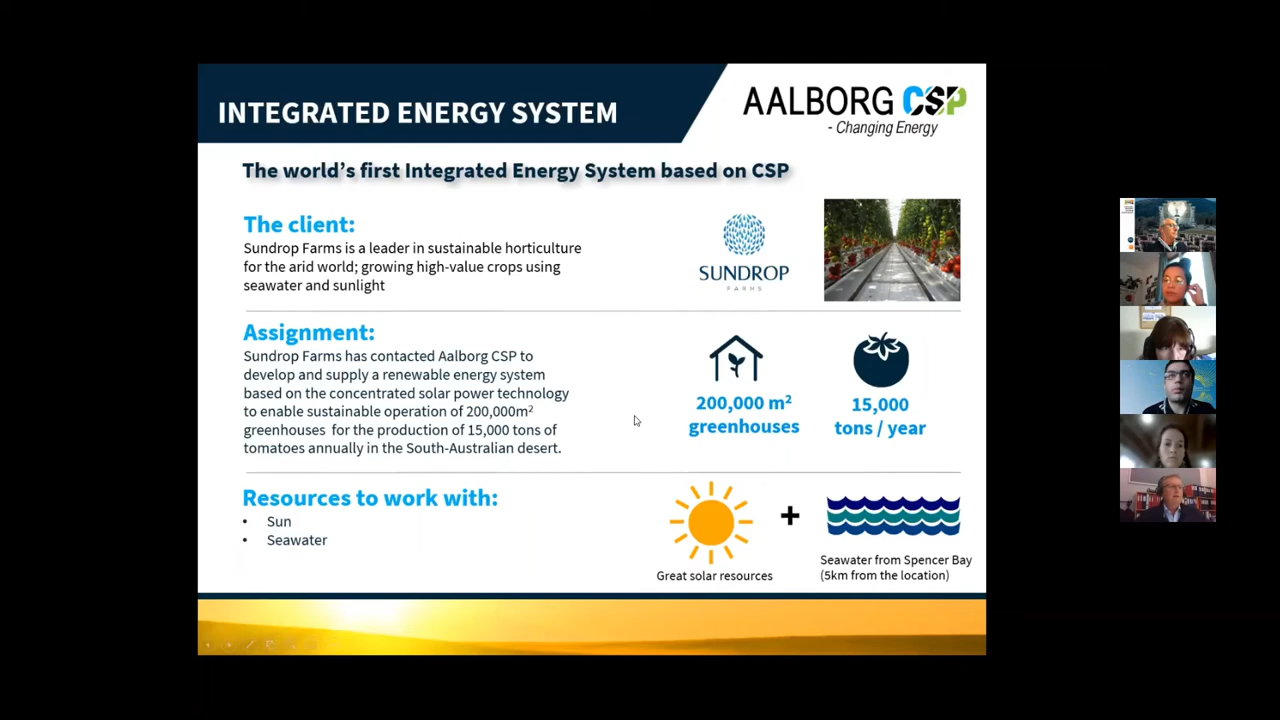 INTEGRATED ENERGY SYSTEM
AALBORG CSP
- Changing Energy
The world's first Integrated Energy System based on CSP
The client:
Sundrop Farms is a leader in sustainable horticulture
for the arid world; growing high-value crops using
seawater and sunlight
SUNDROP
FARMS
Assignment:
Sundrop Farms has contacted Aalborg CSP to
develop and supply a renewable energy system
based on the concentrated solar power technology
to enable sustainable operation of 200,000m²
greenhouses for the production of 15,000 tons of
tomatoes annually in the South-Australian desert.
200,000 m²
greenhouses
15,000
tons / year
Resources to work with:
• Sun
• Seawater
+
Great solar resources
Seawater from Spencer Bay
(5km from the location)